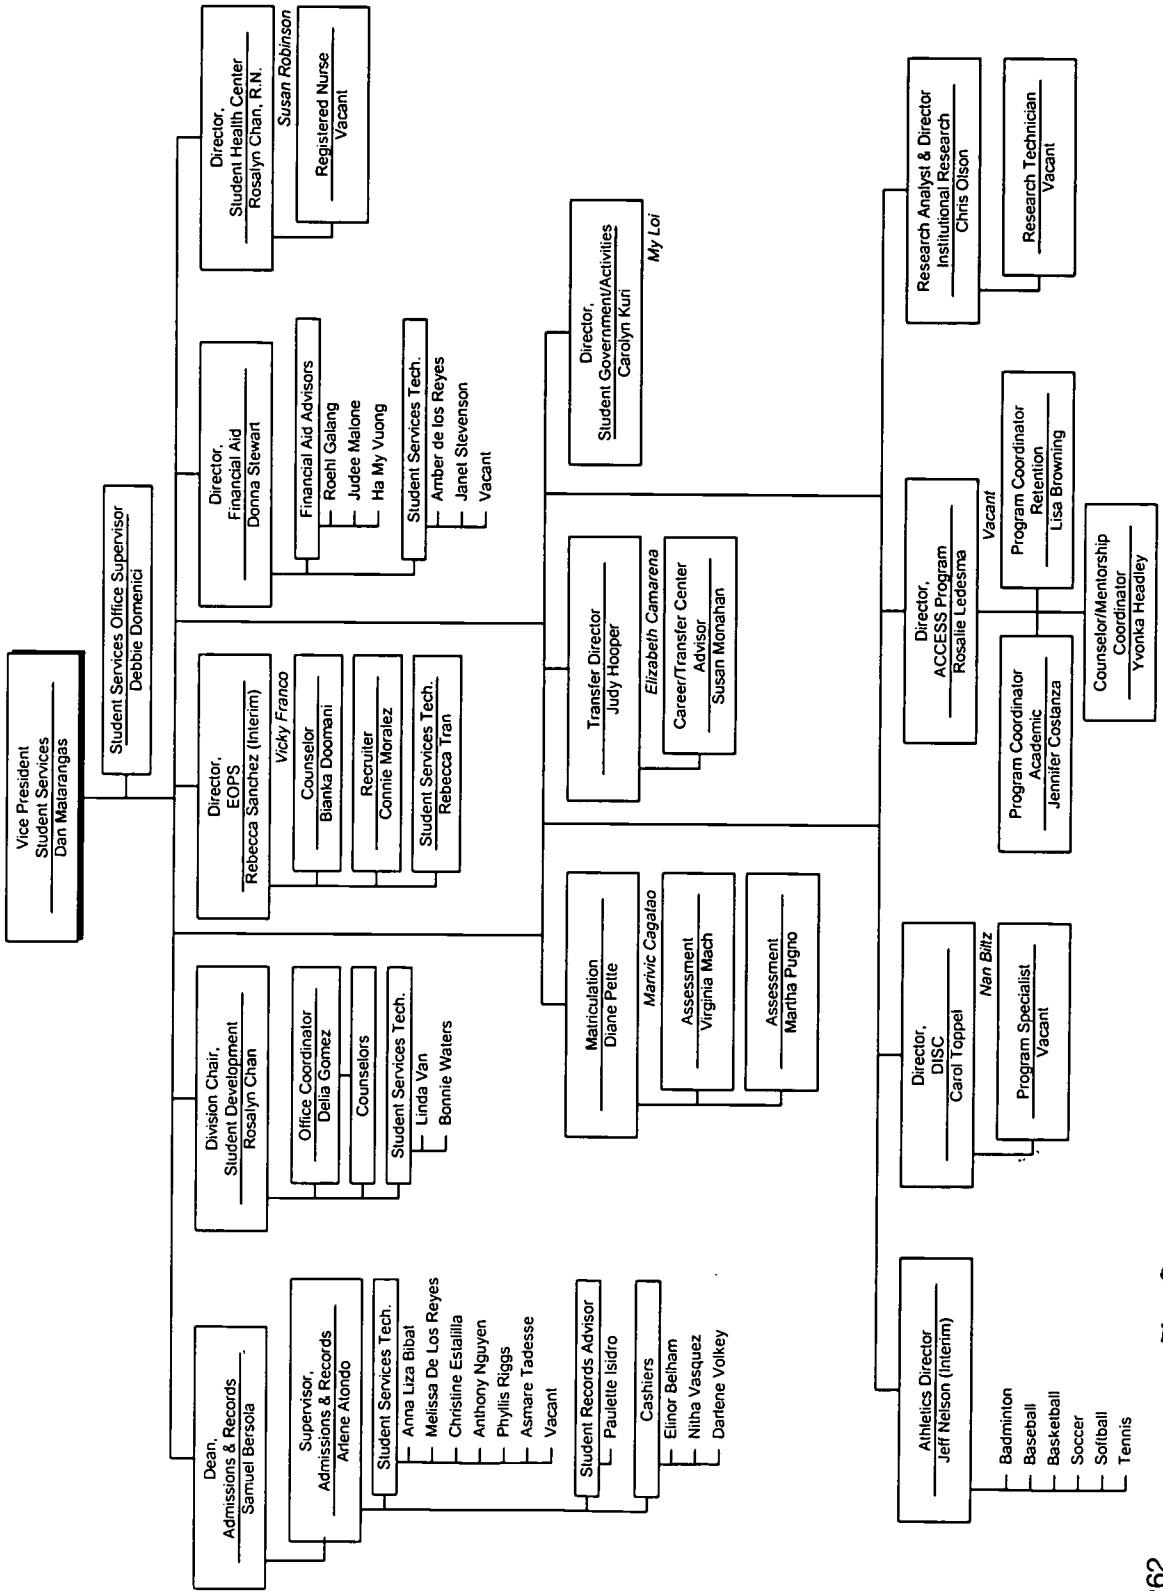 Vice President
Student Services
Dan Matarangas
Student Services Office Supervisor
Debbie Domenici
Dean,
Admissions & Records
Samuel Bersola
Supervisor,
Admissions & Records
Arlene Atondo
Student Services Tech.
Anna Liza Bibat
Melissa De Los Reyes
Christine Estalilla
Anthony Nguyen
Phyllis Riggs
Asmare Tadesse
Vacant
Student Records Advisor
Paulette Isidro
Cashiers
Elinor Belham
Nilha Vasquez
Darlene Volkey
Division Chair,
Student Development
Rosalyn Chan
Office Coordinator
Delia Gomez
Counselors
Student Services Tech.
Linda Van
Bonnie Waters
Director,
EOPS
Rebecca Sanchez (Interim)
Vicky Franco
Counselor
Bianka Doomani
Recruiter
Connie Moralez
Student Services Tech.
Rebecca Tran
Director,
Financial Aid
Donna Stewart
Financial Aid Advisors
Roehl Galang
Judee Malone
Ha My Vuong
Student Services Tech.
Amber de los Reyes
Janet Stevenson
Vacant
Director,
Student Health Center
Rosalyn Chan, R.N.
Susan Robinson
Registered Nurse
Vacant
Matriculation
Diane Pette
Marivic Cagatao
Assessment
Virginia Mach
Assessment
Martha Pugno
Transfer Director
Judy Hooper
Elizabeth Camarena
Career/Transfer Center
Advisor
Susan Monahan
Director,
Student Government/Activities
Carolyn Kuri
My Loi
Athletics Director
Jeff Nelson (Interim)
Badminton
Baseball
Basketball
Soccer
Softball
Tennis
Director,
DISC
Carol Toppel
Nan Biltz
Program Specialist
Vacant
Director,
ACCESS Program
Rosalie Ledesma
Vacant
Program Coordinator
Academic
Jennifer Costanza
Program Coordinator
Retention
Lisa Browning
Counselor/Mentorship
Coordinator
Yvonka Headley
Research Analyst & Director
Institutional Research
Chris Olson
Research Technician
Vacant